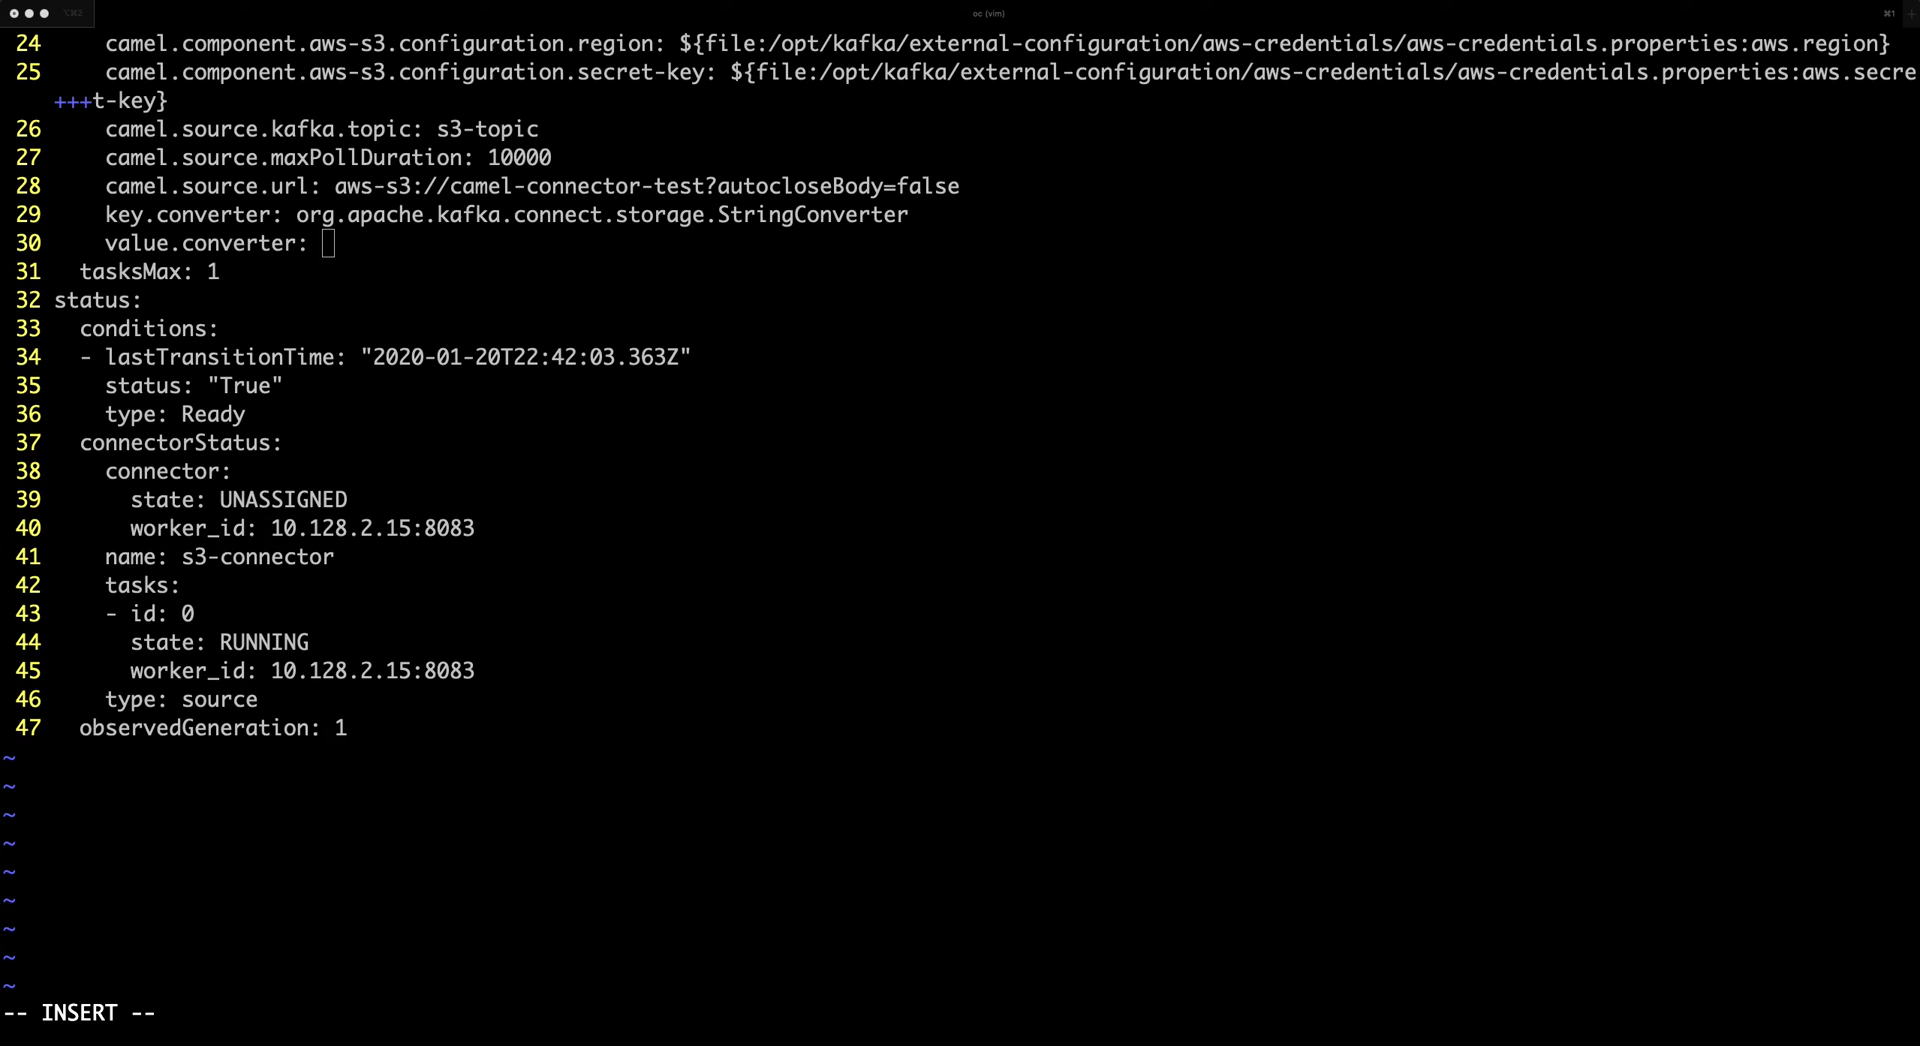 ⌥⌘2
oc (vim)
⌘1
+
24 camel.component.aws-s3.configuration.region: ${file:/opt/kafka/external-configuration/aws-credentials/aws-credentials.properties:aws.region}
25 camel.component.aws-s3.configuration.secret-key: ${file:/opt/kafka/external-configuration/aws-credentials/aws-credentials.properties:aws.secre
+++t-key}
26 camel.source.kafka.topic: s3-topic
27 camel.source.maxPollDuration: 10000
28 camel.source.url: aws-s3://camel-connector-test?autocloseBody=false
29 key.converter: org.apache.kafka.connect.storage.StringConverter
30 value.converter:
31 tasksMax: 1
32 status:
33 conditions:
34 - lastTransitionTime: "2020-01-20T22:42:03.363Z"
35 status: "True"
36 type: Ready
37 connectorStatus:
38 connector:
39 state: UNASSIGNED
40 worker_id: 10.128.2.15:8083
41 name: s3-connector
42 tasks:
43 - id: 0
44 state: RUNNING
45 worker_id: 10.128.2.15:8083
46 type: source
47 observedGeneration: 1
~
~
~
~
~
~
~
~
~
-- INSERT --